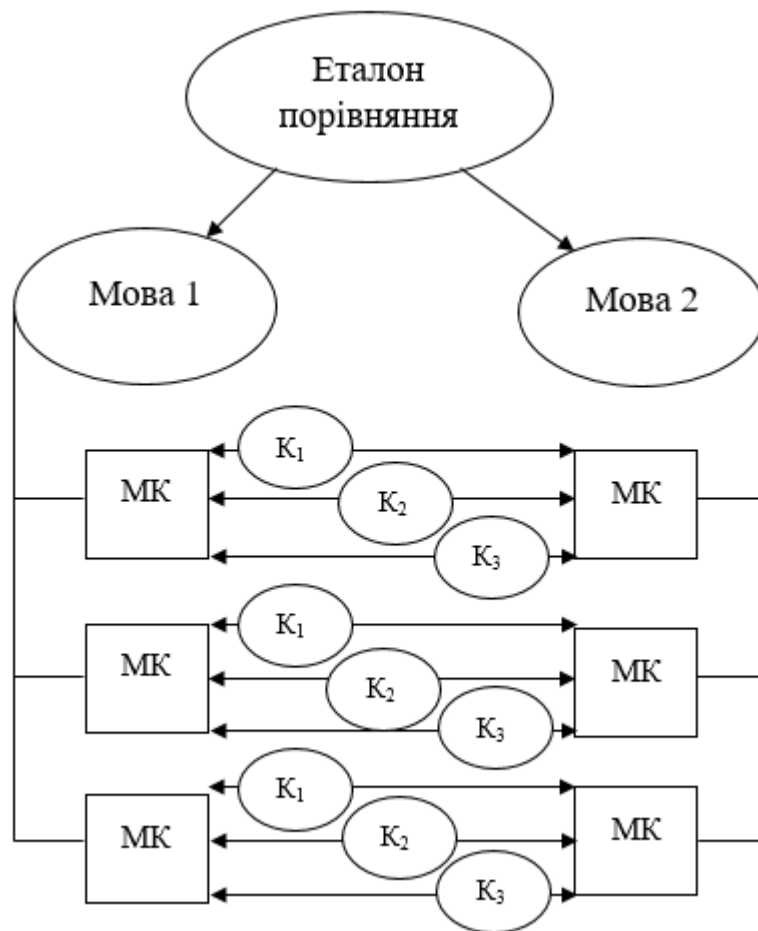 Еталон
порівняння
Мова 1
Мова 2
К₁
МК
К₂
МК
К₃
К₁
МК
К₂
МК
К₃
К₁
МК
К₂
МК
К₃